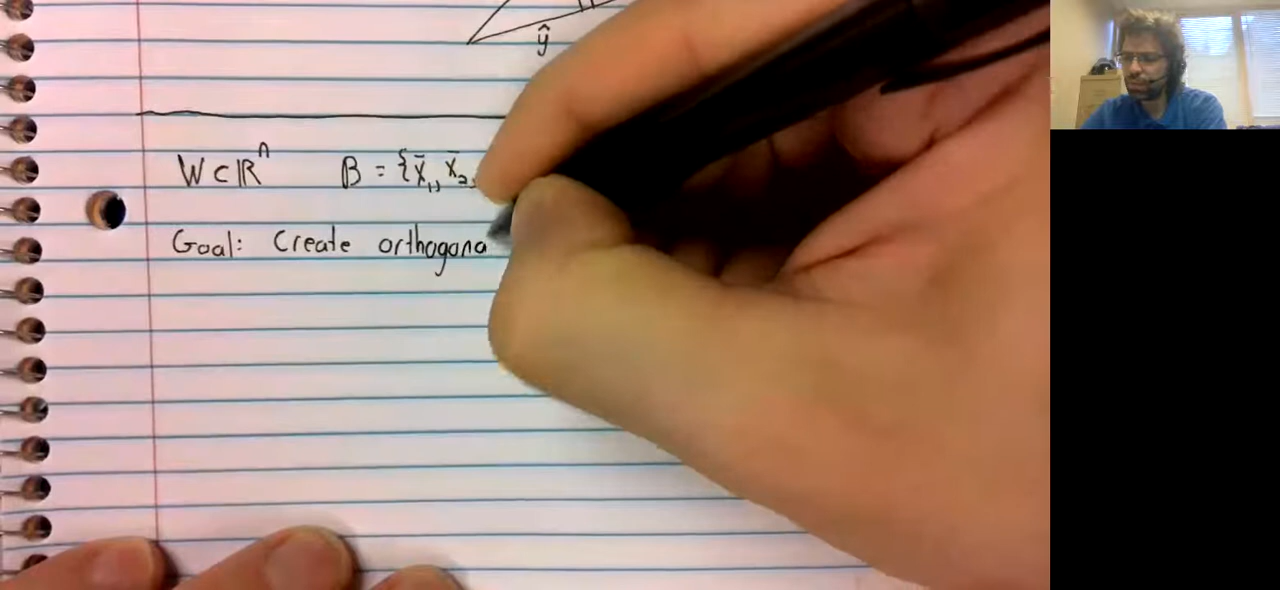 ŷ
W ⊂ ℝⁿ B = {x̄₁, x̄₂,
Goal: Create orthogona